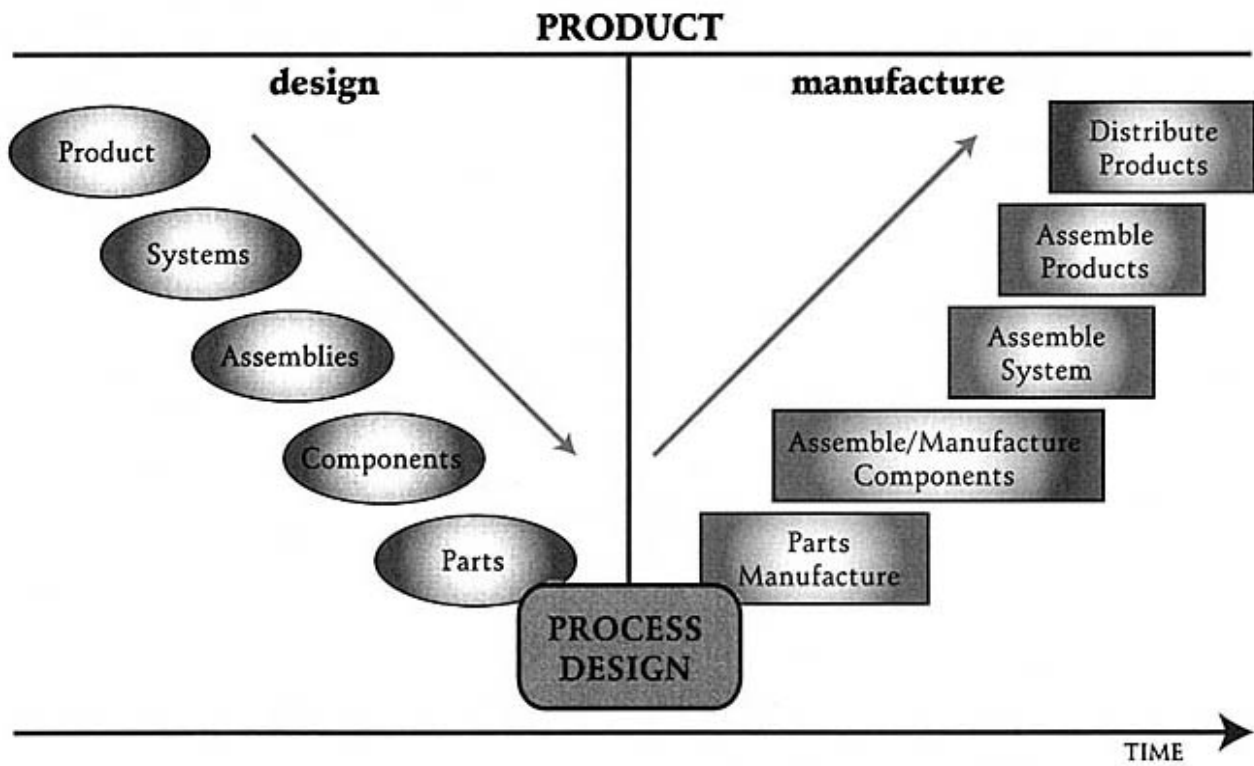 PRODUCT
design
manufacture
Product
Systems
Assemblies
Components
Parts
PROCESS
DESIGN
Distribute
Products
Assemble
Products
Assemble
System
Assemble/Manufacture
Components
Parts
Manufacture
TIME